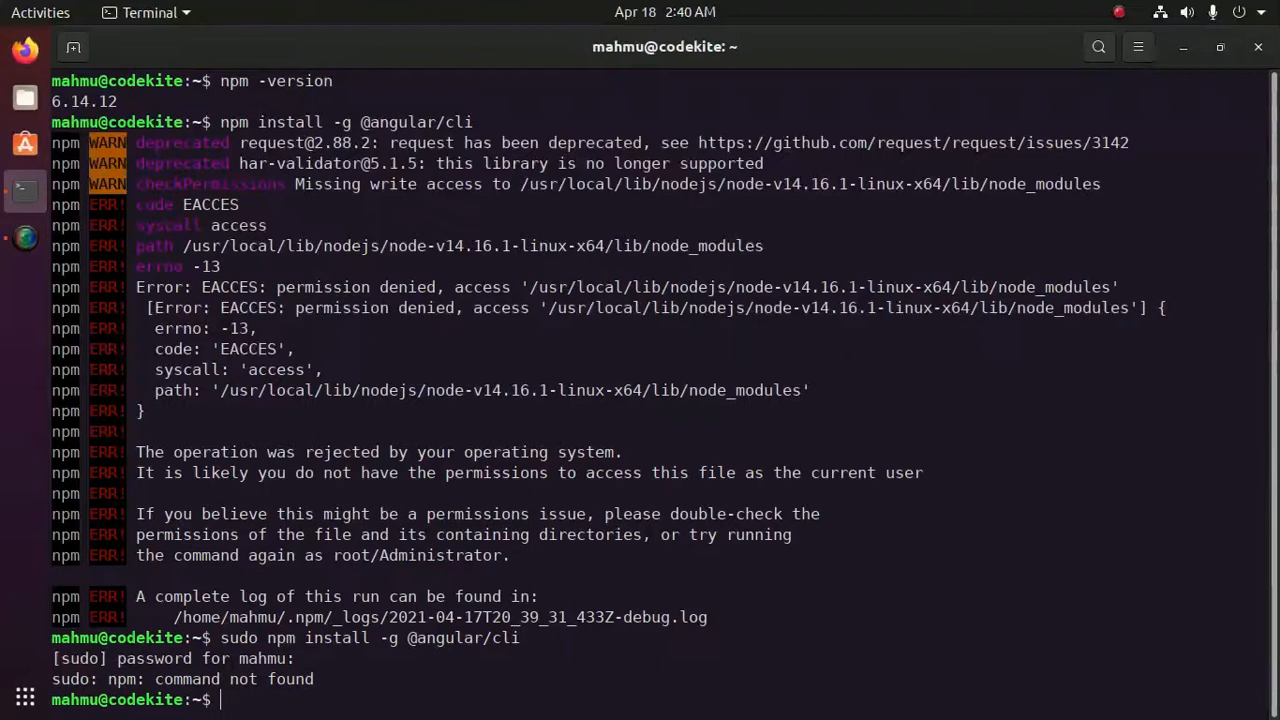 Activities
Terminal
Apr 18 2:40 AM
mahmu@codekite: ~
mahmu@codekite:~$ npm -version
6.14.12
mahmu@codekite:~$ npm install -g @angular/cli
npm WARN deprecated request@2.88.2: request has been deprecated, see https://github.com/request/request/issues/3142
npm WARN deprecated har-validator@5.1.5: this library is no longer supported
npm WARN checkPermissions Missing write access to /usr/local/lib/nodejs/node-v14.16.1-linux-x64/lib/node_modules
npm ERR! code EACCES
npm ERR! syscall access
npm ERR! path /usr/local/lib/nodejs/node-v14.16.1-linux-x64/lib/node_modules
npm ERR! errno -13
npm ERR! Error: EACCES: permission denied, access '/usr/local/lib/nodejs/node-v14.16.1-linux-x64/lib/node_modules'
npm ERR!  [Error: EACCES: permission denied, access '/usr/local/lib/nodejs/node-v14.16.1-linux-x64/lib/node_modules'] {
npm ERR!   errno: -13,
npm ERR!   code: 'EACCES',
npm ERR!   syscall: 'access',
npm ERR!   path: '/usr/local/lib/nodejs/node-v14.16.1-linux-x64/lib/node_modules'
npm ERR! }
npm ERR!
npm ERR! The operation was rejected by your operating system.
npm ERR! It is likely you do not have the permissions to access this file as the current user
npm ERR!
npm ERR! If you believe this might be a permissions issue, please double-check the
npm ERR! permissions of the file and its containing directories, or try running
npm ERR! the command again as root/Administrator.
npm ERR! A complete log of this run can be found in:
npm ERR!     /home/mahmu/.npm/_logs/2021-04-17T20_39_31_433Z-debug.log
mahmu@codekite:~$ sudo npm install -g @angular/cli
[sudo] password for mahmu:
sudo: npm: command not found
mahmu@codekite:~$